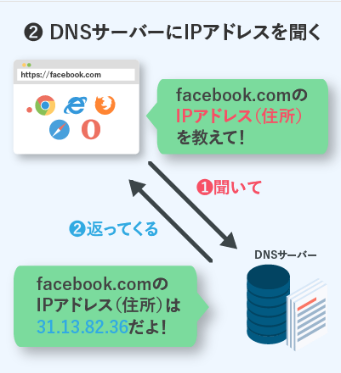 ❷ DNSサーバーにIPアドレスを聞く
https://facebook.com
facebook.comの
IPアドレス（住所）
を教えて！
❶聞いて
❷返ってくる
DNSサーバー
facebook.comの
IPアドレス（住所）は
31.13.82.36だよ！